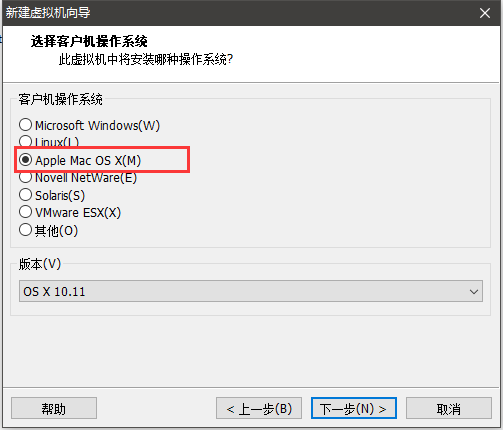 新建虚拟机向导
选择客户机操作系统
此虚拟机中将安装哪种操作系统?
客户机操作系统
Microsoft Windows(W)
Linux(L)
Apple Mac OS X(M)
Novell NetWare(E)
Solaris(S)
VMware ESX(X)
其他(O)
版本(V)
OS X 10.11
帮助
< 上一步(B)
下一步(N) >
取消